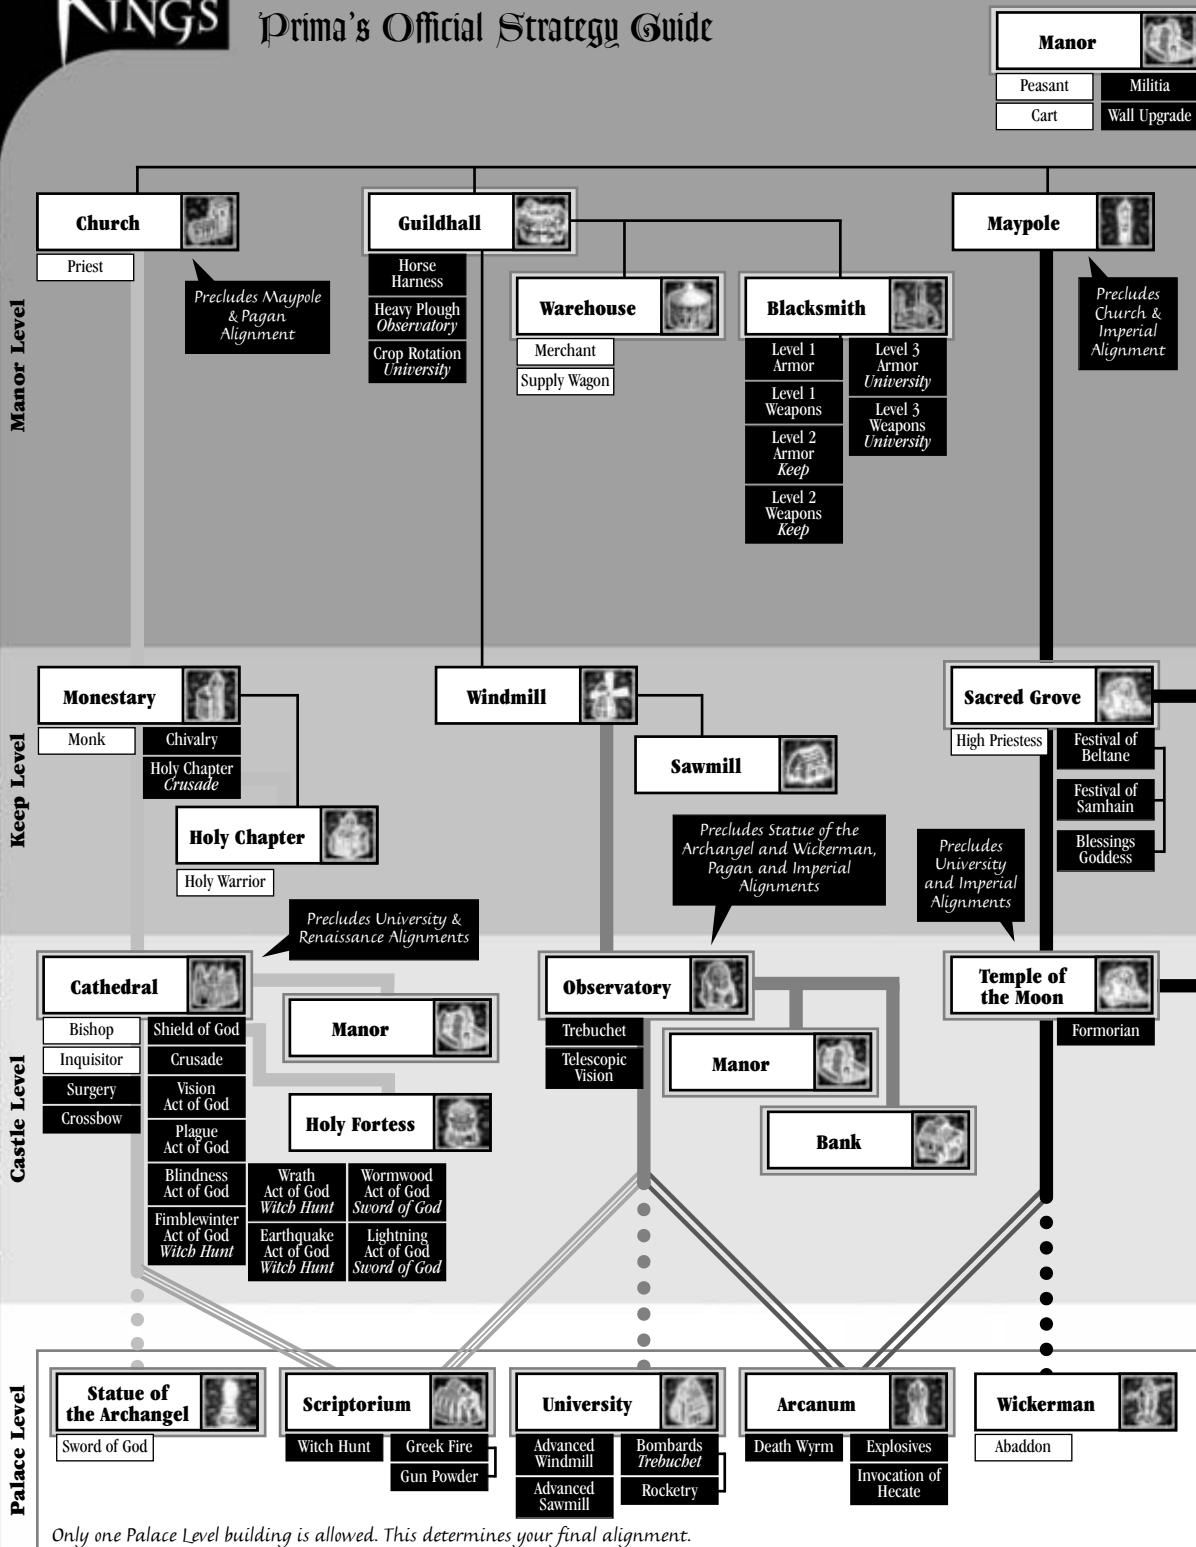 KINGS
Prima's Official Strategy Guide
Manor
Peasant
Militia
Cart
Wall Upgrade
Manor Level
Church
Priest
Precludes Maypole
& Pagan
Alignment
Guildhall
Horse
Harness
Heavy Plough
Observatory
Crop Rotation
University
Warehouse
Merchant
Supply Wagon
Blacksmith
Level 1
Armor
Level 1
Weapons
Level 2
Armor
Keep
Level 2
Weapons
Keep
Level 3
Armor
University
Level 3
Weapons
University
Maypole
Precludes
Church &
Imperial
Alignment
Keep Level
Monestary
Monk
Chivalry
Holy Chapter
Crusade
Holy Chapter
Holy Warrior
Windmill
Sawmill
Sacred Grove
High Priestess
Festival of
Beltane
Festival of
Samhain
Blessings
Goddess
Precludes Statue of the
Archangel and Wickerman,
Pagan and Imperial
Alignments
Precludes
University
and Imperial
Alignments
Precludes University &
Renaissance Alignments
Castle Level
Cathedral
Bishop
Inquisitor
Surgery
Crossbow
Shield of God
Crusade
Vision
Act of God
Plague
Act of God
Blindness
Act of God
Fimblewinter
Act of God
Witch Hunt
Wrath
Act of God
Witch Hunt
Earthquake
Act of God
Witch Hunt
Wormwood
Act of God
Sword of God
Lightning
Act of God
Sword of God
Manor
Holy Fortess
Observatory
Trebuchet
Telescopic
Vision
Manor
Bank
Temple of
the Moon
Formorian
Palace Level
Statue of
the Archangel
Sword of God
Scriptorium
Witch Hunt
Greek Fire
Gun Powder
University
Advanced
Windmill
Advanced
Sawmill
Bombards
Trebuchet
Rocketry
Arcanum
Death Wyrm
Explosives
Invocation of
Hecate
Wickerman
Abaddon
Only one Palace Level building is allowed. This determines your final alignment.